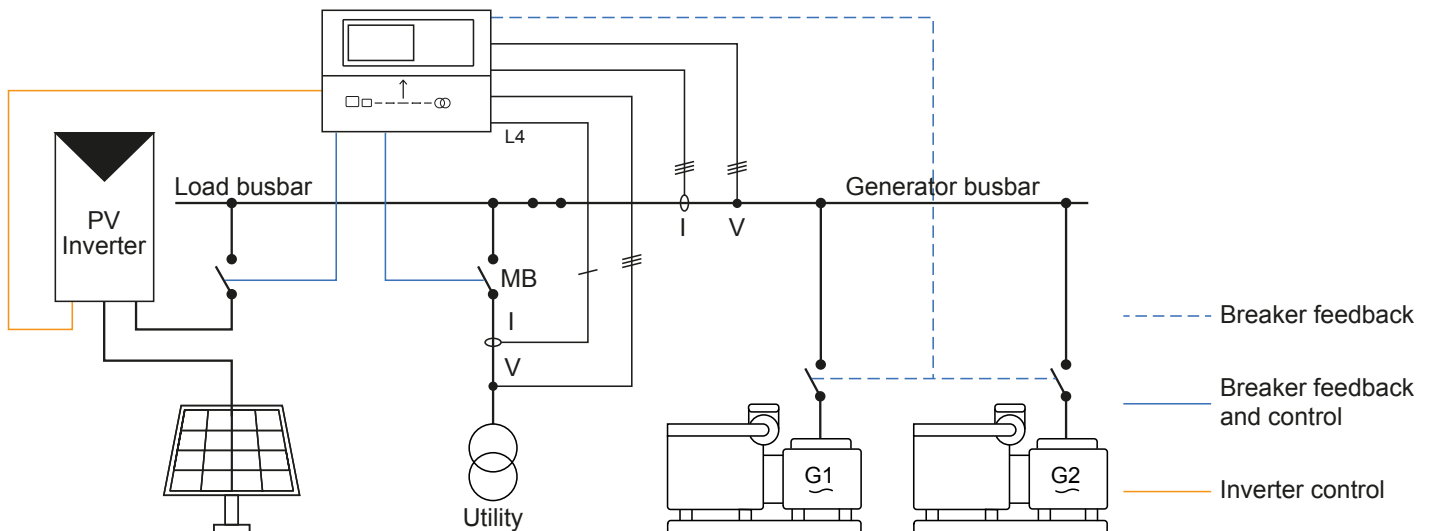 L4
Load busbar
Generator busbar
PV
Inverter
I
V
MB
I
V
Breaker feedback
Breaker feedback
and control
G1
G2
Inverter control
Utility